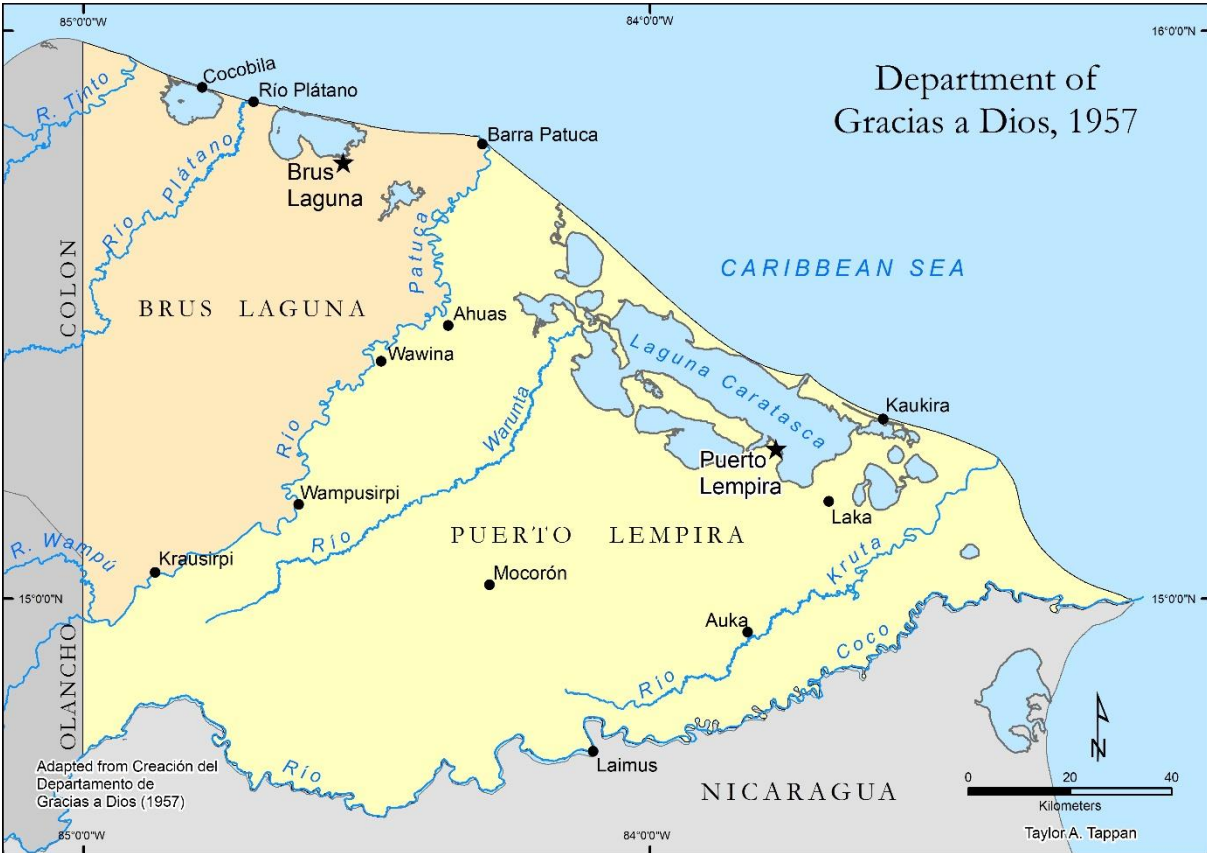 85°0'0"W
84°0'0"W
16°0'0"N
Department of
Gracias a Dios, 1957
R. Tinto
Cocobila
Río Plátano
Río Plátano
Barra Patuca
Brus
Laguna
COLON
BRUS LAGUNA
Patuca
CARIBBEAN SEA
Ahuas
Wawina
Laguna Caratasca
Warunta
Kaukira
Río
Puerto
Lempira
Wampusirpi
Laka
R. Wampú
Río
PUERTO LEMPIRA
Krausirpi
Mocorón
Kruta
15°0'0"N
15°0'0"N
Auka
Coco
OLANCHO
Río
Laimus
Río
NICARAGUA
N
Adapted from Creación del
Departamento de
Gracias a Dios (1957)
0 20 40
Kilometers
Taylor A. Tappan
85°0'0"W
84°0'0"W